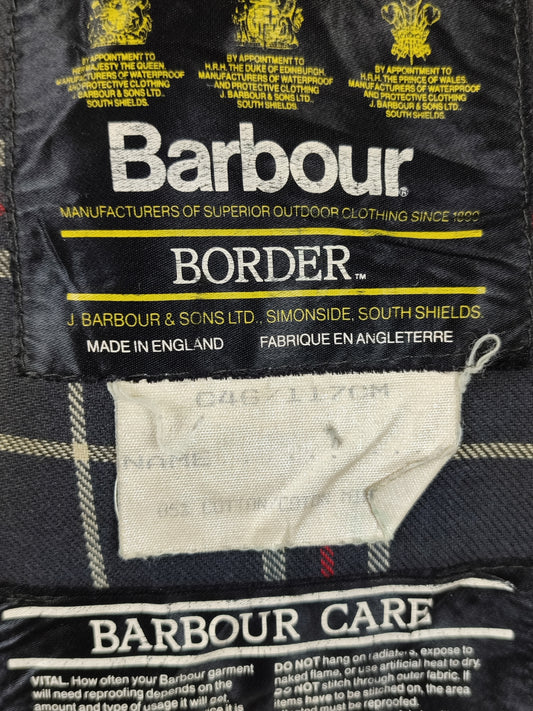 BY APPOINTMENT TO
HER MAJESTY THE QUEEN.
MANUFACTURERS OF WATERPROOF
AND PROTECTIVE CLOTHING
J. BARBOUR & SONS LTD.,
SOUTH SHIELDS.
BY APPOINTMENT TO
H.R.H. THE DUKE OF EDINBURGH.
MANUFACTURERS OF WATERPROOF
AND PROTECTIVE CLOTHING
J. BARBOUR & SONS LTD.,
SOUTH SHIELDS.
BY APPOINTMENT TO
H.R.H. THE PRINCE OF WALES.
MANUFACTURERS OF WATERPROOF
AND PROTECTIVE CLOTHING
J. BARBOUR & SONS LTD.,
SOUTH SHIELDS.
Barbour®
MANUFACTURERS OF SUPERIOR OUTDOOR CLOTHING SINCE
BORDER™
J. BARBOUR & SONS LTD., SIMONSIDE, SOUTH SHIELDS.
MADE IN ENGLAND FABRIQUE EN ANGLETERRE
C46/117CM
NAME
COTTON
BARBOUR CARE
VITAL. How often your Barbour garment
will need reproofing depends on the
amount and type of use it will get.
DO NOT hang on radiators, expose to
naked flame, or use artificial heat to dry.
DO NOT stitch through outer fabric. If
items have to be stitched on, the area
must be reproofed